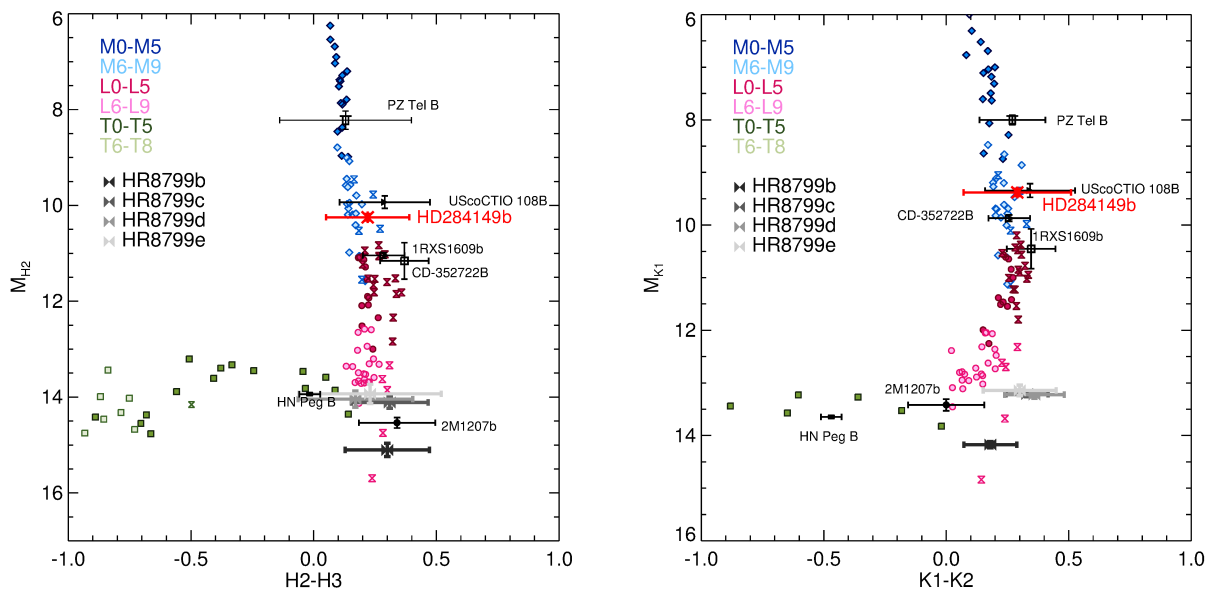 6
8
10
12
14
16
M_H2
M0-M5
M6-M9
L0-L5
L6-L9
T0-T5
T6-T8
HR8799b
HR8799c
HR8799d
HR8799e
PZ Tel B
UScoCTIO 108B
HD284149b
1RXS1609b
CD-352722B
HN Peg B
2M1207b
-1.0 -0.5 0.0 0.5 1.0
H2-H3
6
8
10
12
14
16
M_K1
M0-M5
M6-M9
L0-L5
L6-L9
T0-T5
T6-T8
HR8799b
HR8799c
HR8799d
HR8799e
PZ Tel B
UScoCTIO 108B
HD284149b
CD-352722B
1RXS1609b
2M1207b
HN Peg B
-1.0 -0.5 0.0 0.5 1.0
K1-K2